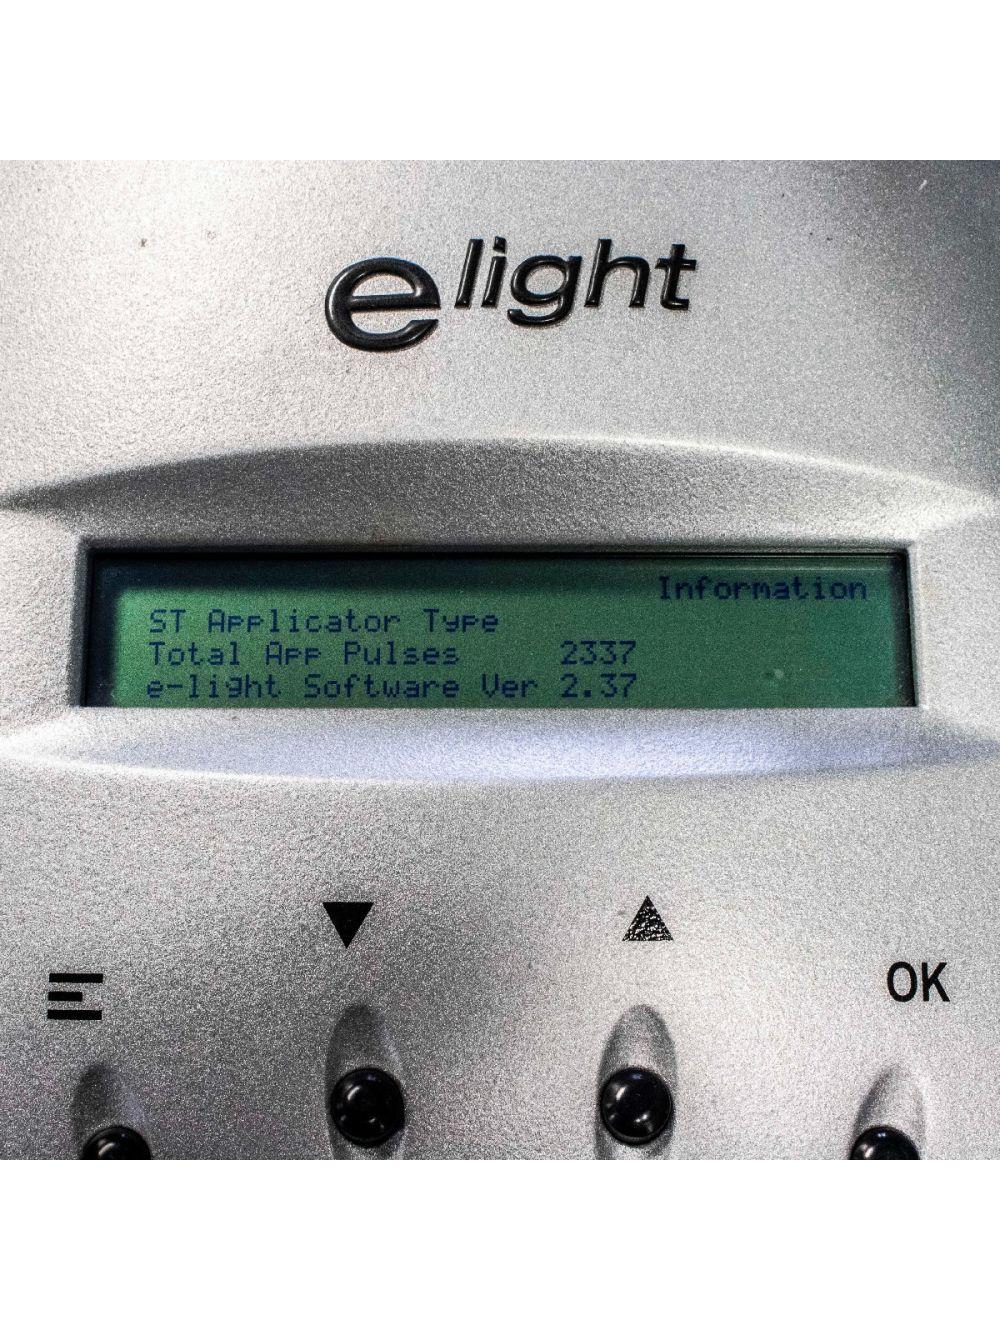 elight
Information
ST Applicator Type
Total App Pulses 2337
e-light Software Ver 2.37
OK